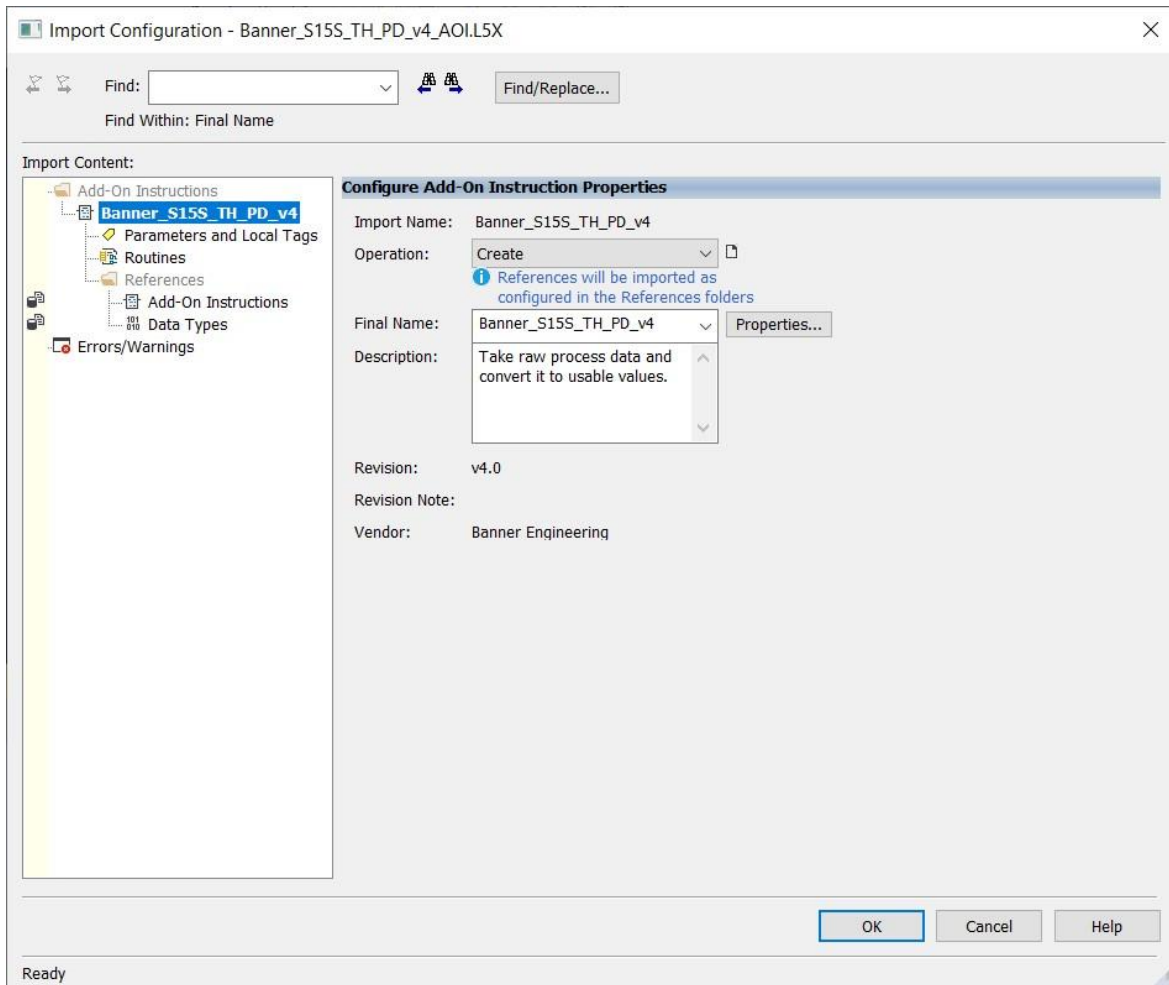 Import Configuration - Banner_S15S_TH_PD_v4_AOI.L5X
Find:
Find/Replace...
Find Within: Final Name
Import Content:
Add-On Instructions
Banner_S15S_TH_PD_v4
Parameters and Local Tags
Routines
References
Add-On Instructions
Data Types
Errors/Warnings
Configure Add-On Instruction Properties
Import Name: Banner_S15S_TH_PD_v4
Operation: Create
References will be imported as
configured in the References folders
Final Name: Banner_S15S_TH_PD_v4 Properties...
Description: Take raw process data and
convert it to usable values.
Revision: v4.0
Revision Note:
Vendor: Banner Engineering
OK Cancel Help
Ready